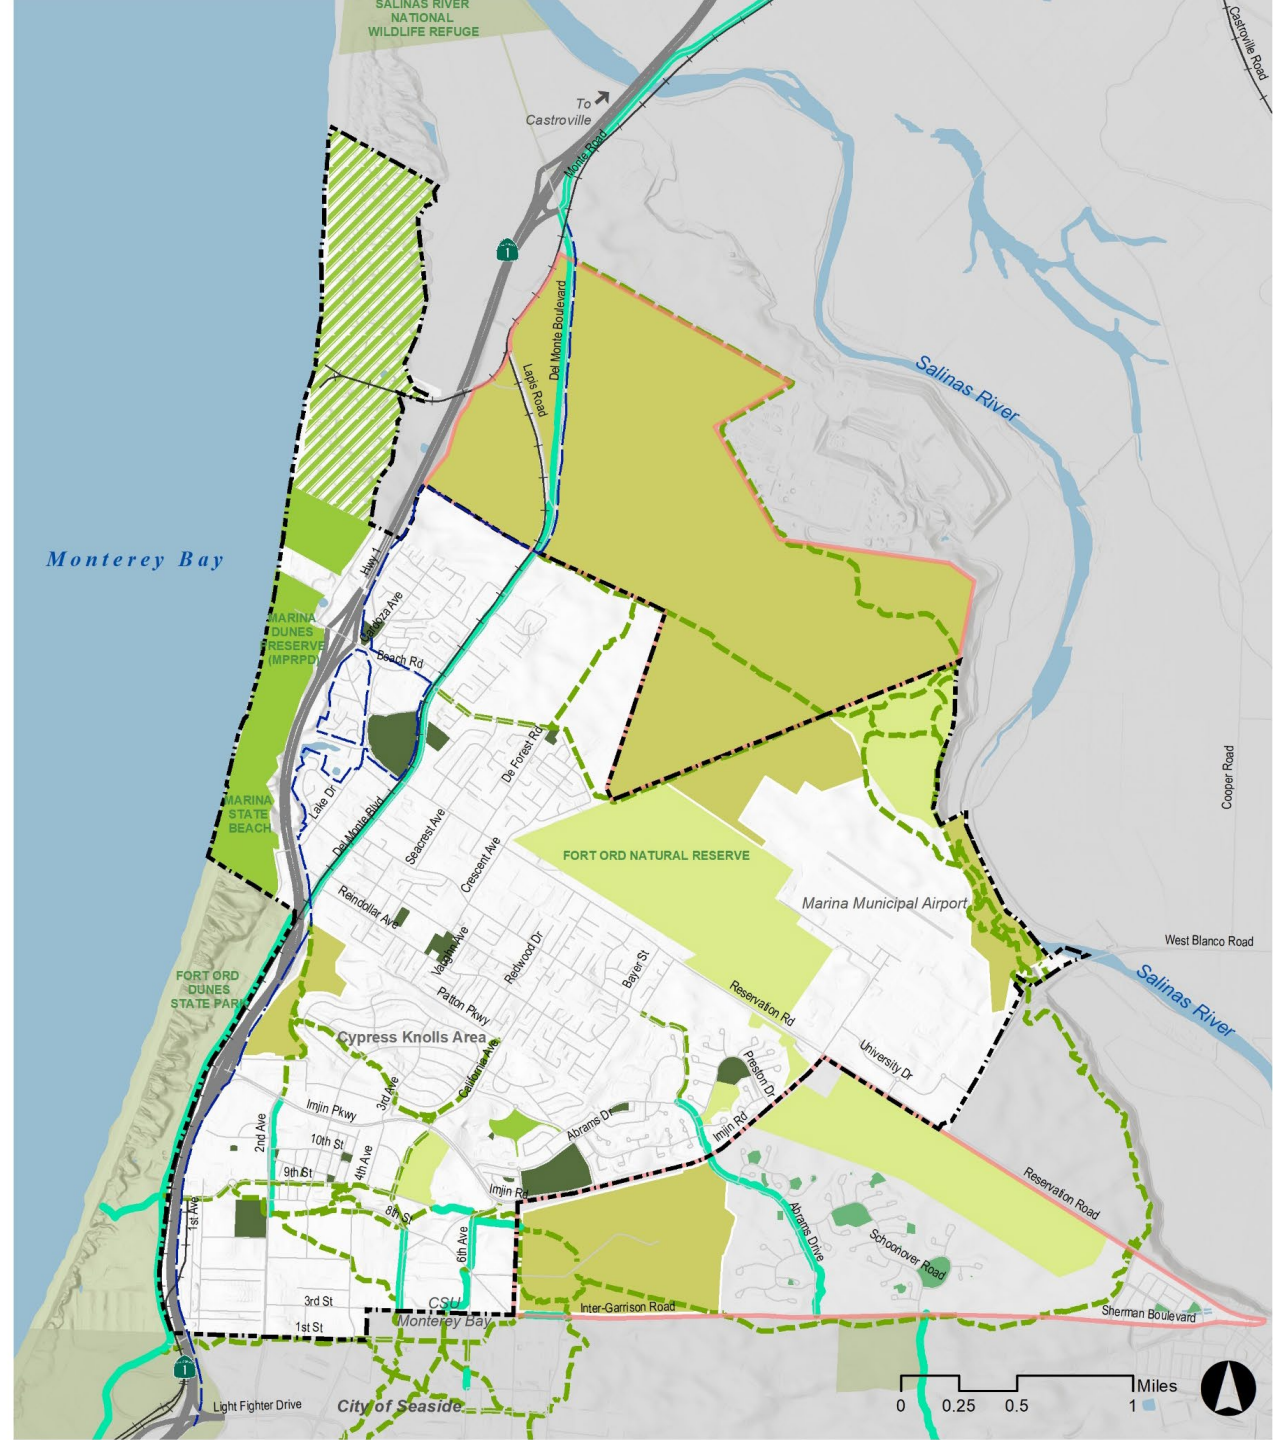 SALINAS RIVER
NATIONAL
WILDLIFE REFUGE
Castroville Road
To
Castroville
Monte Road
1
Del Monte Boulevard
Lapis Road
Salinas River
Monterey Bay
Hwy 1
Cardoza Ave
MARINA
DUNES
PRESERVE
(MPRPD)
Beach Rd
De Forest Rd
Cooper Road
Lake Dr
MARINA
STATE
BEACH
Del Monte Blvd
Seacrest Ave
Crescent Ave
FORT ORD NATURAL RESERVE
Marina Municipal Airport
Reindollar Ave
Vaughn Ave
Redwood Dr
Bayer St
West Blanco Road
FORT ORD
DUNES
STATE PARK
Patton Pkwy
Reservation Rd
Salinas River
Cypress Knolls Area
California Ave
University Dr
Preston Dr
3rd Ave
Imjin Pkwy
2nd Ave
10th St
Abrams Dr
Imjin Rd
9th St
4th Ave
Imjin Rd
Reservation Road
1st Ave
8th St
6th Ave
Abrams Drive
Schoonover Road
3rd St
CSU
Monterey Bay
Inter-Garrison Road
Sherman Boulevard
1st St
1
Miles
0
0.25
0.5
1
Light Fighter Drive
City of Seaside